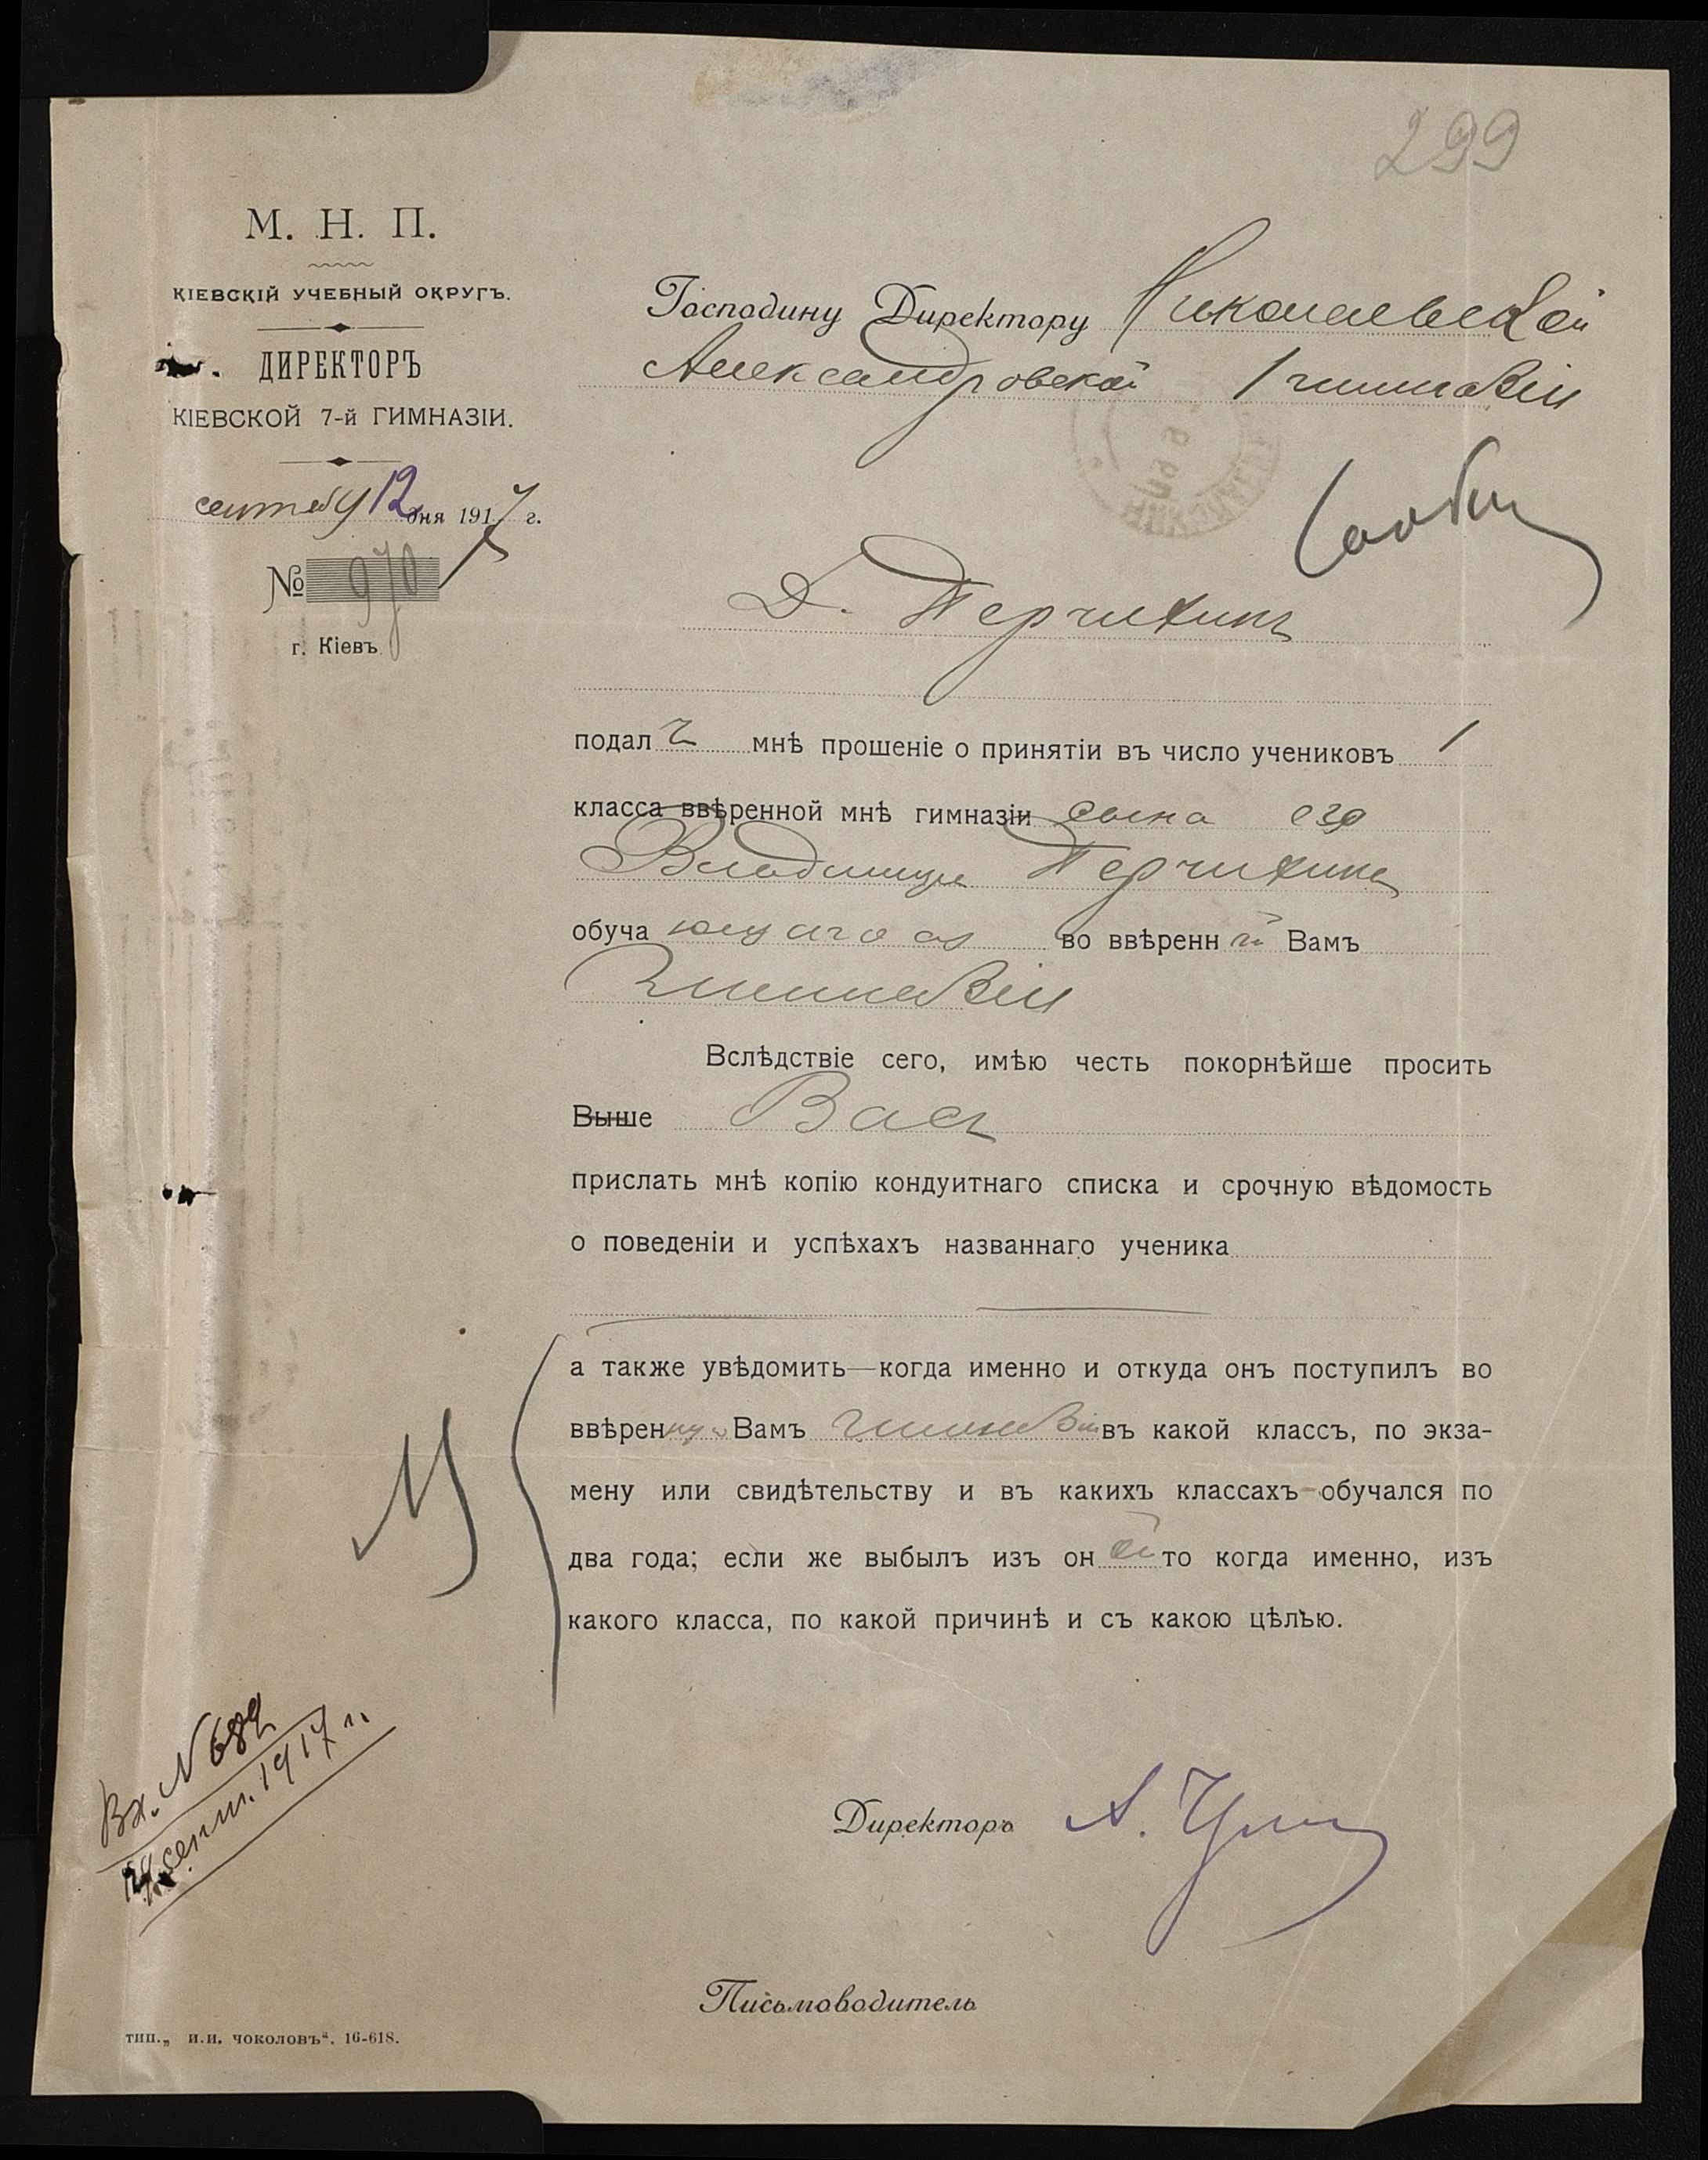 299
М. Н. П.
КІЕВСКІЙ УЧЕБНЫЙ ОКРУГЪ.
ДИРЕКТОРЪ
КІЕВСКОЙ 7-й ГИМНАЗІИ.
сентябр 12 дня 1917 г.
№ 970
г. Кіевъ
Господину Директору Николаевской
Александровской 1 гимназіи
Д. Перчихинъ
подалъ мнѣ прошеніе о принятіи въ число учениковъ 1
класса ввѣренной мнѣ гимназіи сына его
Владимира Перчихина
обучающагося во ввѣренной Вамъ
Гимназіи
Вслѣдствіе сего, имѣю честь покорнѣйше просить
Выше Васъ
прислать мнѣ копію кондуитнаго списка и срочную вѣдомость
о поведеніи и успѣхахъ названнаго ученика
а также увѣдомить—когда именно и откуда онъ поступилъ во
ввѣренную Вамъ гимназію въ какой классъ, по экза-
мену или свидѣтельству и въ какихъ классахъ обучался по
два года; если же выбылъ изъ оной то когда именно, изъ
какого класса, по какой причинѣ и съ какою цѣлью.
Вх. N 689
сент. 1917 г.
Директоръ А.
Письмоводитель
тип. „И.И. ЧОКОЛОВЪ“. 16-618.